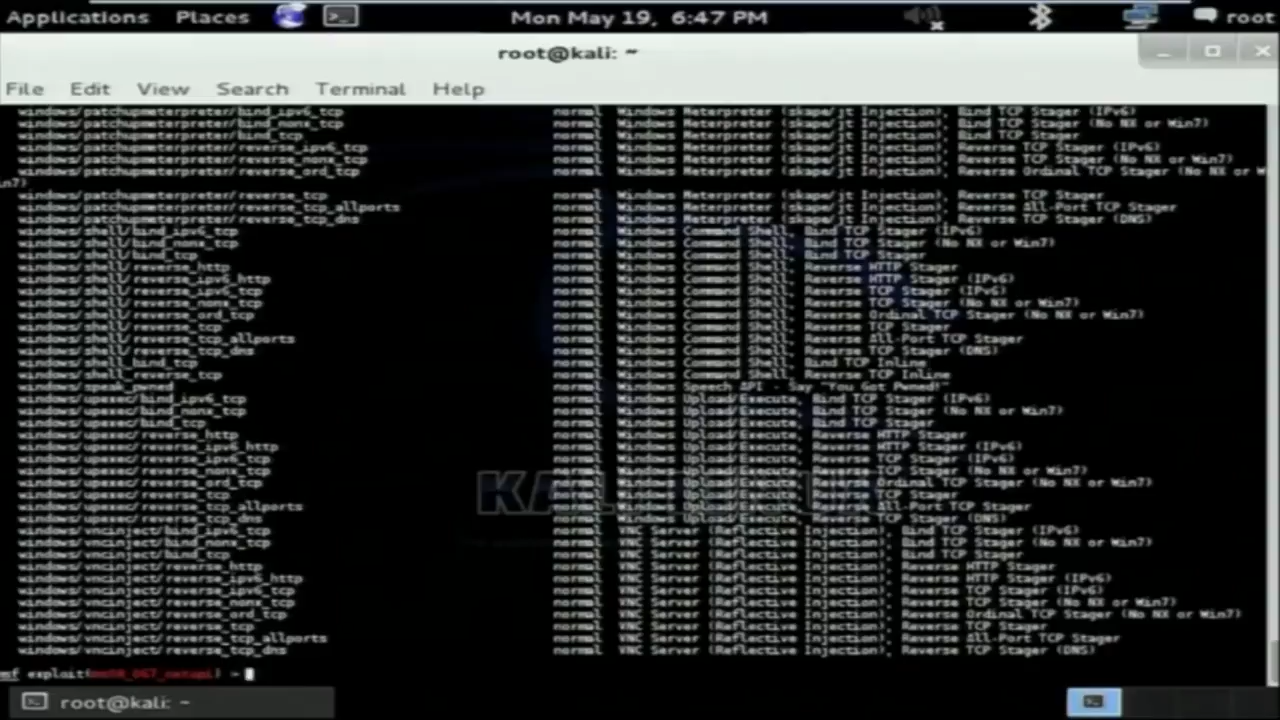 Applications Places Mon May 19, 6:47 PM root
root@kali: ~
File Edit View Search Terminal Help
windows/patchupmeterpreter/bind_ipv6_tcp normal Windows Meterpreter (skape/jt Injection), Bind TCP Stager (IPv6)
windows/patchupmeterpreter/bind_nonx_tcp normal Windows Meterpreter (skape/jt Injection), Bind TCP Stager (No NX or Win7)
windows/patchupmeterpreter/bind_tcp normal Windows Meterpreter (skape/jt Injection), Bind TCP Stager
windows/patchupmeterpreter/reverse_ipv6_tcp normal Windows Meterpreter (skape/jt Injection), Reverse TCP Stager (IPv6)
windows/patchupmeterpreter/reverse_nonx_tcp normal Windows Meterpreter (skape/jt Injection), Reverse TCP Stager (No NX or Win7)
windows/patchupmeterpreter/reverse_ord_tcp normal Windows Meterpreter (skape/jt Injection), Reverse Ordinal TCP Stager (No NX or W
in7)
windows/patchupmeterpreter/reverse_tcp normal Windows Meterpreter (skape/jt Injection), Reverse TCP Stager
windows/patchupmeterpreter/reverse_tcp_allports normal Windows Meterpreter (skape/jt Injection), Reverse All-Port TCP Stager
windows/patchupmeterpreter/reverse_tcp_dns normal Windows Meterpreter (skape/jt Injection), Reverse TCP Stager (DNS)
windows/shell/bind_ipv6_tcp normal Windows Command Shell, Bind TCP Stager (IPv6)
windows/shell/bind_nonx_tcp normal Windows Command Shell, Bind TCP Stager (No NX or Win7)
windows/shell/bind_tcp normal Windows Command Shell, Bind TCP Stager
windows/shell/reverse_http normal Windows Command Shell, Reverse HTTP Stager
windows/shell/reverse_ipv6_http normal Windows Command Shell, Reverse HTTP Stager (IPv6)
windows/shell/reverse_ipv6_tcp normal Windows Command Shell, Reverse TCP Stager (IPv6)
windows/shell/reverse_nonx_tcp normal Windows Command Shell, Reverse TCP Stager (No NX or Win7)
windows/shell/reverse_ord_tcp normal Windows Command Shell, Reverse Ordinal TCP Stager (No NX or Win7)
windows/shell/reverse_tcp normal Windows Command Shell, Reverse TCP Stager
windows/shell/reverse_tcp_allports normal Windows Command Shell, Reverse All-Port TCP Stager
windows/shell/reverse_tcp_dns normal Windows Command Shell, Reverse TCP Stager (DNS)
windows/shell_bind_tcp normal Windows Command Shell, Bind TCP Inline
windows/shell_reverse_tcp normal Windows Command Shell, Reverse TCP Inline
windows/speak_pwned normal Windows Speech API - Say "You Got Pwned!"
windows/upexec/bind_ipv6_tcp normal Windows Upload/Execute, Bind TCP Stager (IPv6)
windows/upexec/bind_nonx_tcp normal Windows Upload/Execute, Bind TCP Stager (No NX or Win7)
windows/upexec/bind_tcp normal Windows Upload/Execute, Bind TCP Stager
windows/upexec/reverse_http normal Windows Upload/Execute, Reverse HTTP Stager
windows/upexec/reverse_ipv6_http normal Windows Upload/Execute, Reverse HTTP Stager (IPv6)
windows/upexec/reverse_ipv6_tcp normal Windows Upload/Execute, Reverse TCP Stager (IPv6)
windows/upexec/reverse_nonx_tcp normal Windows Upload/Execute, Reverse TCP Stager (No NX or Win7)
windows/upexec/reverse_ord_tcp normal Windows Upload/Execute, Reverse Ordinal TCP Stager (No NX or Win7)
windows/upexec/reverse_tcp normal Windows Upload/Execute, Reverse TCP Stager
windows/upexec/reverse_tcp_allports normal Windows Upload/Execute, Reverse All-Port TCP Stager
windows/upexec/reverse_tcp_dns normal Windows Upload/Execute, Reverse TCP Stager (DNS)
windows/vncinject/bind_ipv6_tcp normal VNC Server (Reflective Injection), Bind TCP Stager (IPv6)
windows/vncinject/bind_nonx_tcp normal VNC Server (Reflective Injection), Bind TCP Stager (No NX or Win7)
windows/vncinject/bind_tcp normal VNC Server (Reflective Injection), Bind TCP Stager
windows/vncinject/reverse_http normal VNC Server (Reflective Injection), Reverse HTTP Stager
windows/vncinject/reverse_ipv6_http normal VNC Server (Reflective Injection), Reverse HTTP Stager (IPv6)
windows/vncinject/reverse_ipv6_tcp normal VNC Server (Reflective Injection), Reverse TCP Stager (IPv6)
windows/vncinject/reverse_nonx_tcp normal VNC Server (Reflective Injection), Reverse TCP Stager (No NX or Win7)
windows/vncinject/reverse_ord_tcp normal VNC Server (Reflective Injection), Reverse Ordinal TCP Stager (No NX or Win7)
windows/vncinject/reverse_tcp normal VNC Server (Reflective Injection), Reverse TCP Stager
windows/vncinject/reverse_tcp_allports normal VNC Server (Reflective Injection), Reverse All-Port TCP Stager
windows/vncinject/reverse_tcp_dns normal VNC Server (Reflective Injection), Reverse TCP Stager (DNS)
msf exploit(ms08_067_netapi) >
root@kali: ~